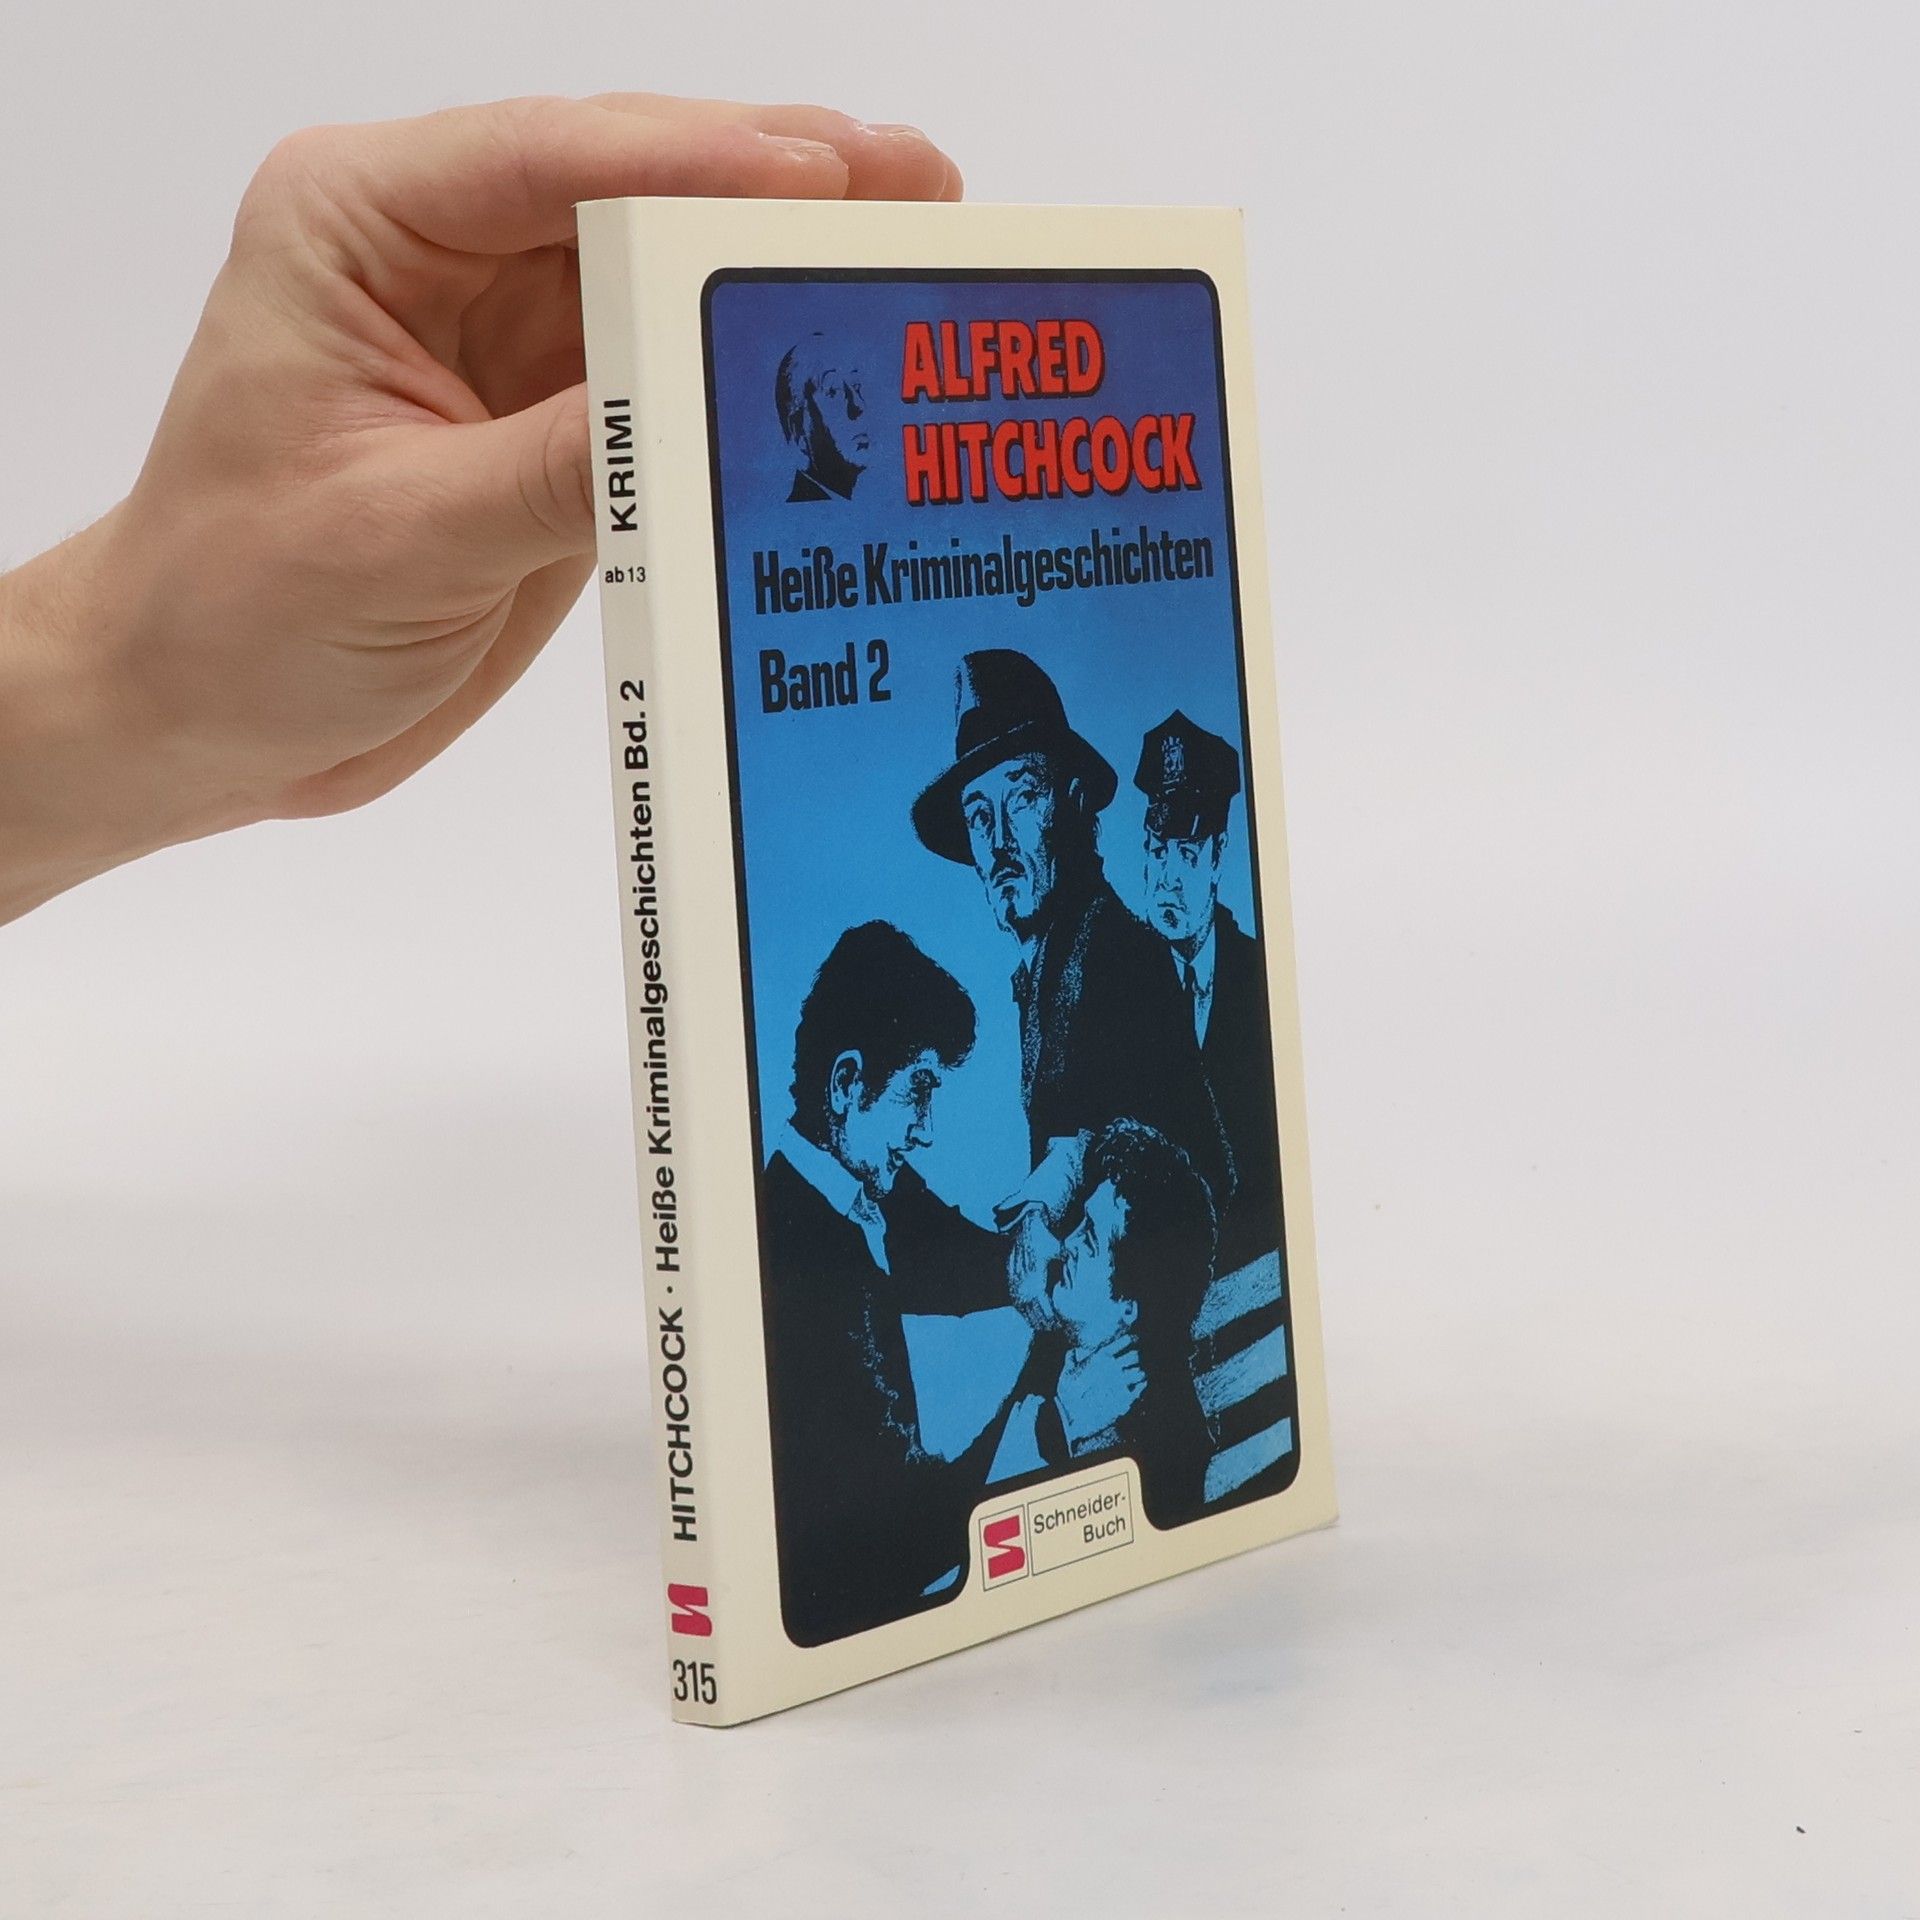 KRIMI
ab 13
HITCHCOCK · Heiße Kriminalgeschichten Bd. 2
315
ALFRED
HITCHCOCK
Heiße Kriminalgeschichten
Band 2
Schneider-
Buch